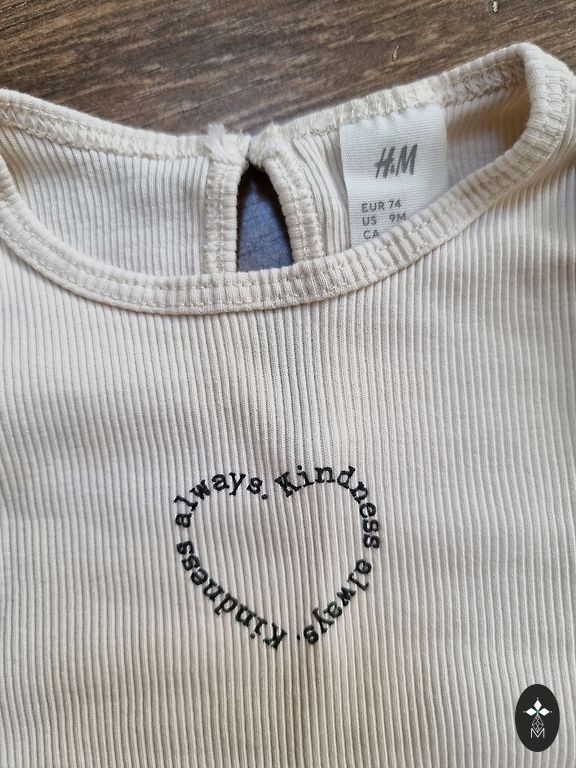 H&M
EUR 74
US 9M
CA
Kindness always. Kindness always.